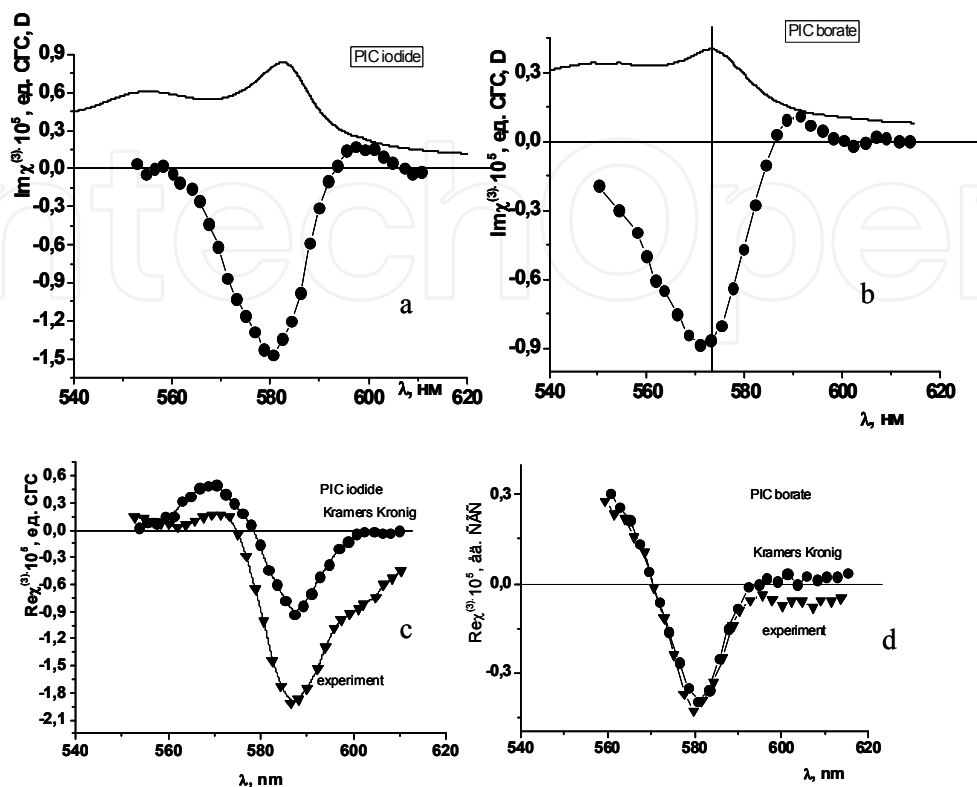 PIC iodide
Imχ⁽³⁾·10⁵, ед. СГС, D
0,9
0,6
0,3
0,0
-0,3
-0,6
-0,9
-1,2
-1,5
a
540 560 580 600 620
λ, нм
PIC borate
Imχ⁽³⁾·10⁵, ед. СГС, D
0,3
0,0
-0,3
-0,6
-0,9
b
540 560 580 600 620
λ, нм
PIC iodide
Kramers Kronig
Reχ⁽³⁾·10⁵, ед. СГС
0,6
0,3
0,0
-0,3
-0,6
-0,9
-1,2
-1,5
-1,8
-2,1
c
experiment
540 560 580 600 620
λ, nm
PIC borate
Reχ⁽³⁾·10⁵, åä. ÑÃÑ
0,3
0,0
-0,3
Kramers Kronig
experiment
d
540 560 580 600 620
λ, nm